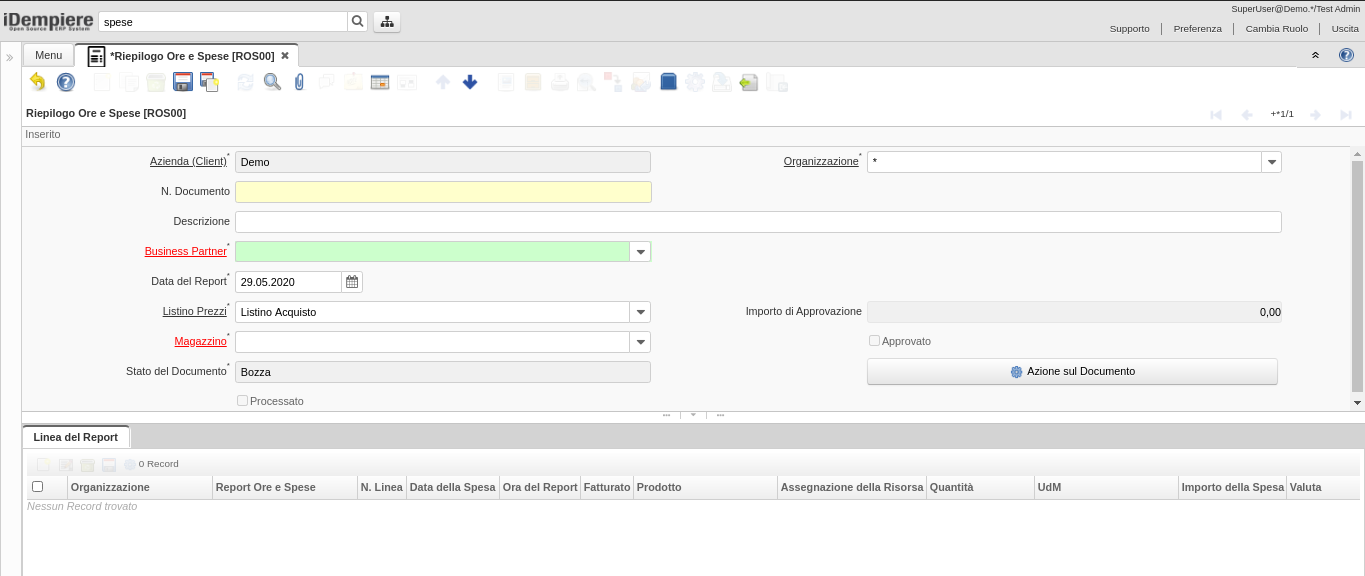 SuperUser@Demo.*/Test Admin
iDempiere
Open Source ERP System
spese
Supporto
Preferenza
Cambia Ruolo
Uscita
Menu
*Riepilogo Ore e Spese [ROS00]
Riepilogo Ore e Spese [ROS00]
+*1/1
Inserito
Azienda (Client)*
Demo
Organizzazione*
*
N. Documento
Descrizione
Business Partner*
Data del Report*
29.05.2020
Listino Prezzi*
Listino Acquisto
Importo di Approvazione
0,00
Magazzino*
Approvato
Stato del Documento*
Bozza
Azione sul Documento
Processato
Linea del Report
0 Record
Organizzazione
Report Ore e Spese
N. Linea
Data della Spesa
Ora del Report
Fatturato
Prodotto
Assegnazione della Risorsa
Quantità
UdM
Importo della Spesa
Valuta
Nessun Record trovato